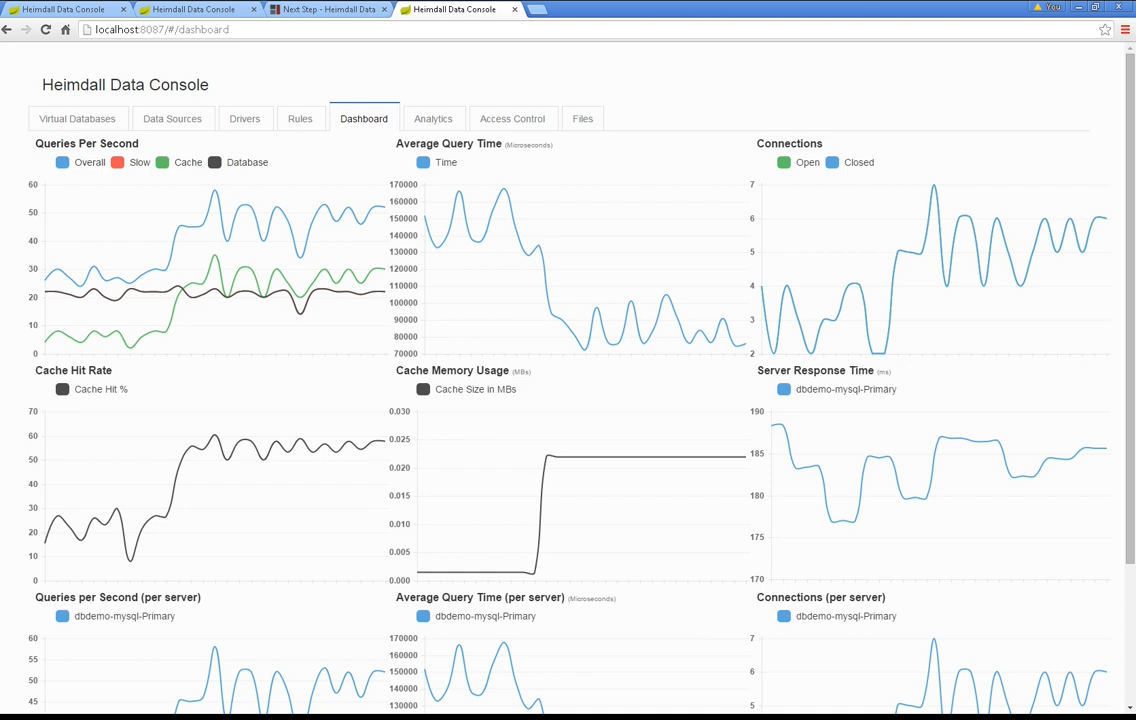 Heimdall Data Console
Heimdall Data Console
Next Step - Heimdall Data
Heimdall Data Console
You
localhost:8087/#/dashboard
Heimdall Data Console
Virtual Databases
Data Sources
Drivers
Rules
Dashboard
Analytics
Access Control
Files
Queries Per Second
Overall Slow Cache Database
60
50
40
30
20
10
0
Average Query Time (Microseconds)
Time
170000
160000
150000
140000
130000
120000
110000
100000
90000
80000
70000
Connections
Open Closed
7
6
5
4
3
2
Cache Hit Rate
Cache Hit %
70
60
50
40
30
20
10
0
Cache Memory Usage (MBs)
Cache Size in MBs
0.030
0.025
0.020
0.015
0.010
0.005
0.000
Server Response Time (ms)
dbdemo-mysql-Primary
190
185
180
175
170
Queries per Second (per server)
dbdemo-mysql-Primary
60
55
50
45
Average Query Time (per server) (Microseconds)
dbdemo-mysql-Primary
170000
160000
150000
140000
130000
Connections (per server)
dbdemo-mysql-Primary
7
6
5